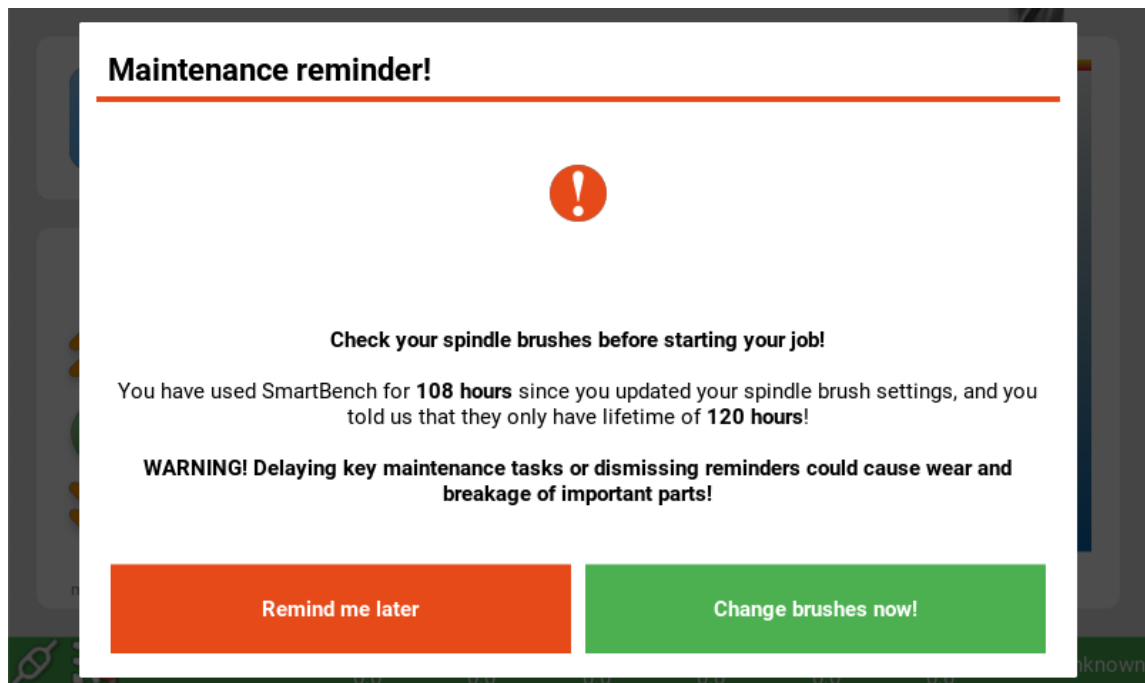 Maintenance reminder!
Check your spindle brushes before starting your job!
You have used SmartBench for 108 hours since you updated your spindle brush settings, and you
told us that they only have lifetime of 120 hours!
WARNING! Delaying key maintenance tasks or dismissing reminders could cause wear and
breakage of important parts!
Remind me later
Change brushes now!